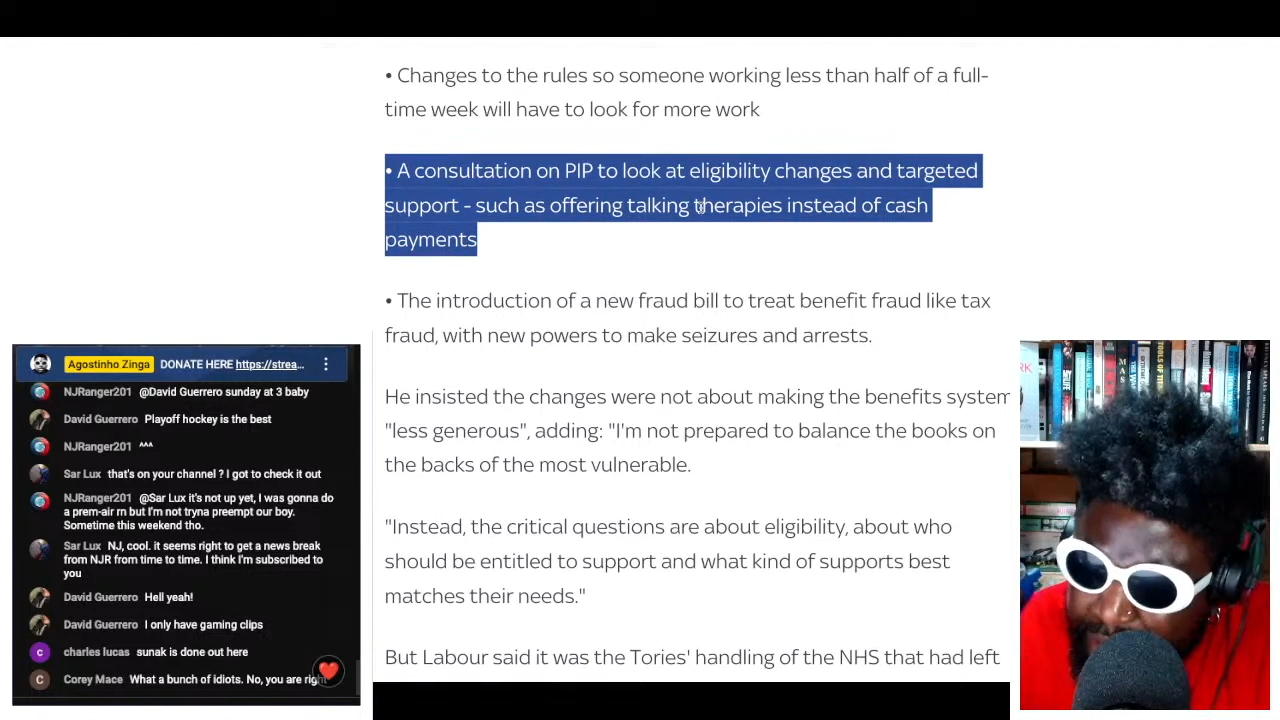 • Changes to the rules so someone working less than half of a full-
time week will have to look for more work
• A consultation on PIP to look at eligibility changes and targeted
support - such as offering talking therapies instead of cash
payments
• The introduction of a new fraud bill to treat benefit fraud like tax
fraud, with new powers to make seizures and arrests.
He insisted the changes were not about making the benefits system
"less generous", adding: "I'm not prepared to balance the books on
the backs of the most vulnerable.
"Instead, the critical questions are about eligibility, about who
should be entitled to support and what kind of supports best
matches their needs."
But Labour said it was the Tories' handling of the NHS that had left
Agostinho Zinga DONATE HERE https://strea...
NJRanger201 @David Guerrero sunday at 3 baby
David Guerrero Playoff hockey is the best
NJRanger201 ^^^
Sar Lux that's on your channel ? I got to check it out
NJRanger201 @Sar Lux it's not up yet, I was gonna do
a prem-air rn but I'm not tryna preempt our boy.
Sometime this weekend tho.
Sar Lux NJ, cool. it seems right to get a news break
from NJR from time to time. I think I'm subscribed to
you
David Guerrero Hell yeah!
David Guerrero I only have gaming clips
c charles lucas sunak is done out here
C Corey Mace What a bunch of idiots. No, you are right